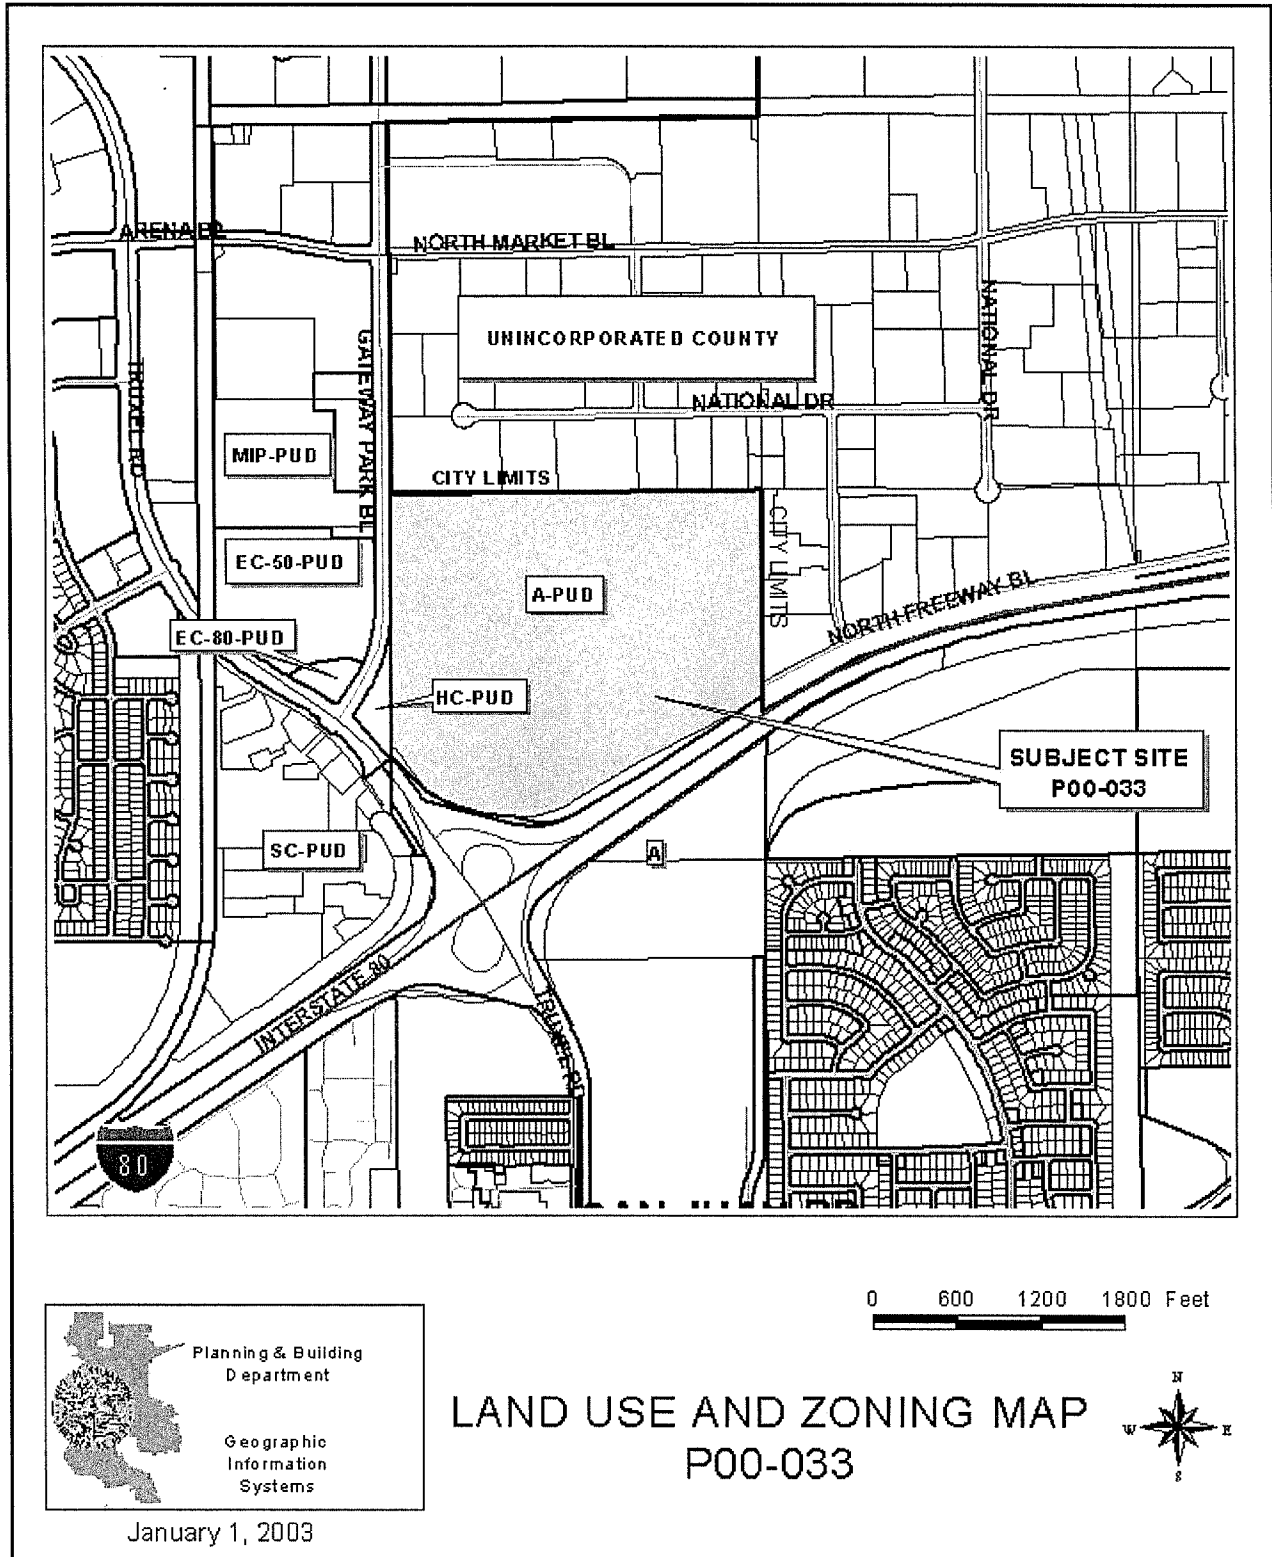 ARENA BL
NORTH MARKET BL
NATIONAL DR
UNINCORPORATED COUNTY
GATEWAY PARK BL
TRUXEL RD
NATIONAL DR
MIP-PUD
CITY LIMITS
CITY LIMITS
EC-50-PUD
A-PUD
NORTH FREEWAY BL
EC-80-PUD
HC-PUD
SUBJECT SITE
P00-033
SC-PUD
A
INTERSTATE 80
TRUXEL RD
80
0 600 1200 1800 Feet
Planning & Building
Department
Geographic
Information
Systems
LAND USE AND ZONING MAP
P00-033
N
W E
S
January 1, 2003